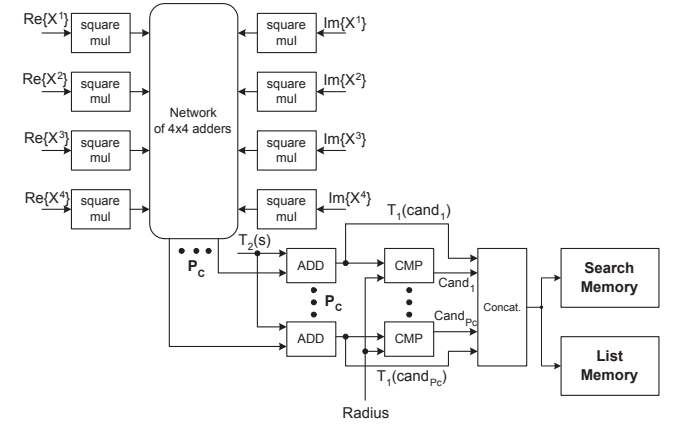 Re{X¹}
square
mul
square
mul
Im{X¹}
Re{X²}
square
mul
square
mul
Im{X²}
Network
of 4x4 adders
Re{X³}
square
mul
square
mul
Im{X³}
Re{X⁴}
square
mul
square
mul
Im{X⁴}
T₁(cand₁)
T₂(s)
P_C
ADD
CMP
Cand₁
P_C
Concat.
Search
Memory
Cand_Pc
ADD
CMP
T₁(cand_Pc)
List
Memory
Radius